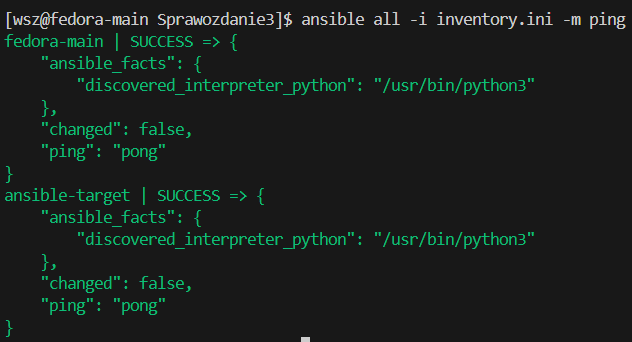 [wsz@fedora-main Sprawozdanie3]$ ansible all -i inventory.ini -m ping
fedora-main | SUCCESS => {
    "ansible_facts": {
        "discovered_interpreter_python": "/usr/bin/python3"
    },
    "changed": false,
    "ping": "pong"
}
ansible-target | SUCCESS => {
    "ansible_facts": {
        "discovered_interpreter_python": "/usr/bin/python3"
    },
    "changed": false,
    "ping": "pong"
}